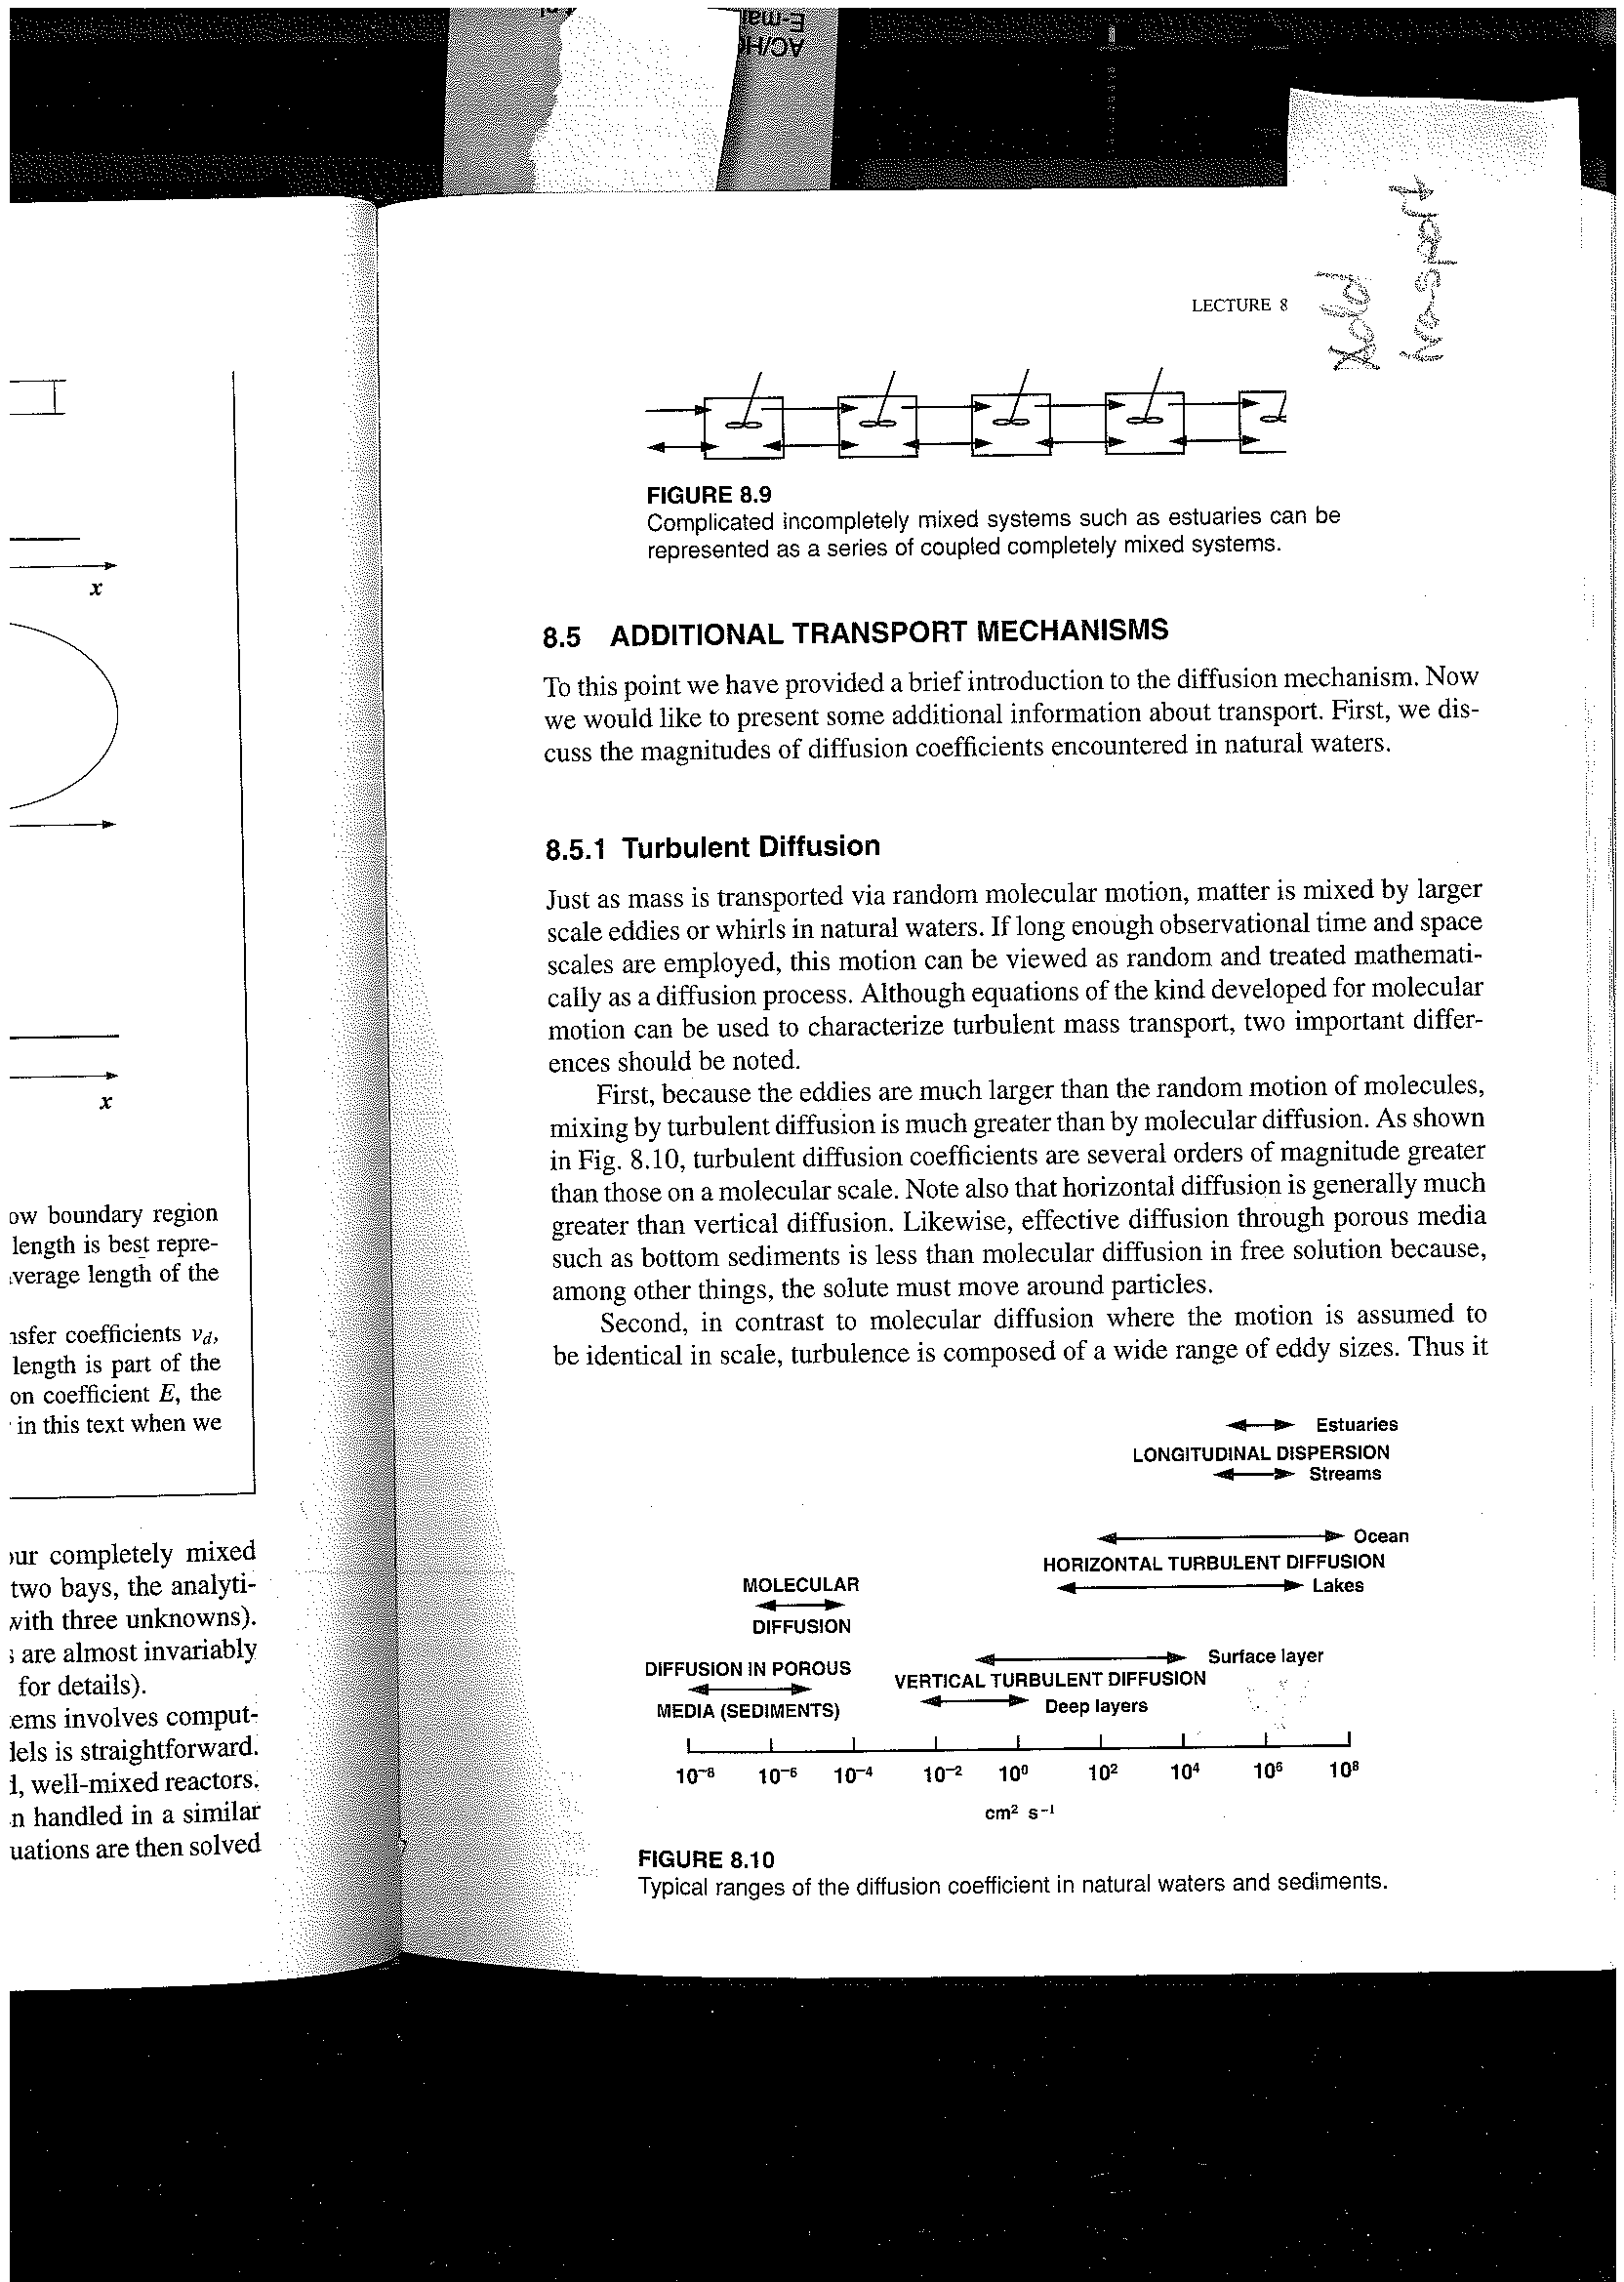 E-mai
AC/H
LECTURE 8
transport
FIGURE 8.9
Complicated incompletely mixed systems such as estuaries can be
represented as a series of coupled completely mixed systems.
8.5 ADDITIONAL TRANSPORT MECHANISMS
To this point we have provided a brief introduction to the diffusion mechanism. Now
we would like to present some additional information about transport. First, we dis-
cuss the magnitudes of diffusion coefficients encountered in natural waters.
8.5.1 Turbulent Diffusion
Just as mass is transported via random molecular motion, matter is mixed by larger
scale eddies or whirls in natural waters. If long enough observational time and space
scales are employed, this motion can be viewed as random and treated mathemati-
cally as a diffusion process. Although equations of the kind developed for molecular
motion can be used to characterize turbulent mass transport, two important differ-
ences should be noted.
First, because the eddies are much larger than the random motion of molecules,
mixing by turbulent diffusion is much greater than by molecular diffusion. As shown
in Fig. 8.10, turbulent diffusion coefficients are several orders of magnitude greater
than those on a molecular scale. Note also that horizontal diffusion is generally much
greater than vertical diffusion. Likewise, effective diffusion through porous media
such as bottom sediments is less than molecular diffusion in free solution because,
among other things, the solute must move around particles.
Second, in contrast to molecular diffusion where the motion is assumed to
be identical in scale, turbulence is composed of a wide range of eddy sizes. Thus it
Estuaries
LONGITUDINAL DISPERSION
Streams
Ocean
HORIZONTAL TURBULENT DIFFUSION
Lakes
MOLECULAR
DIFFUSION
DIFFUSION IN POROUS
MEDIA (SEDIMENTS)
Surface layer
VERTICAL TURBULENT DIFFUSION
Deep layers
10⁻⁸ 10⁻⁶ 10⁻⁴ 10⁻² 10⁰ 10² 10⁴ 10⁶ 10⁸
cm² s⁻¹
FIGURE 8.10
Typical ranges of the diffusion coefficient in natural waters and sediments.
x
x
ow boundary region
length is best repre-
verage length of the
nsfer coefficients v_d,
length is part of the
on coefficient E, the
in this text when we
our completely mixed
two bays, the analyti-
with three unknowns).
s are almost invariably
for details).
ems involves comput-
lels is straightforward.
l, well-mixed reactors.
n handled in a similar
uations are then solved